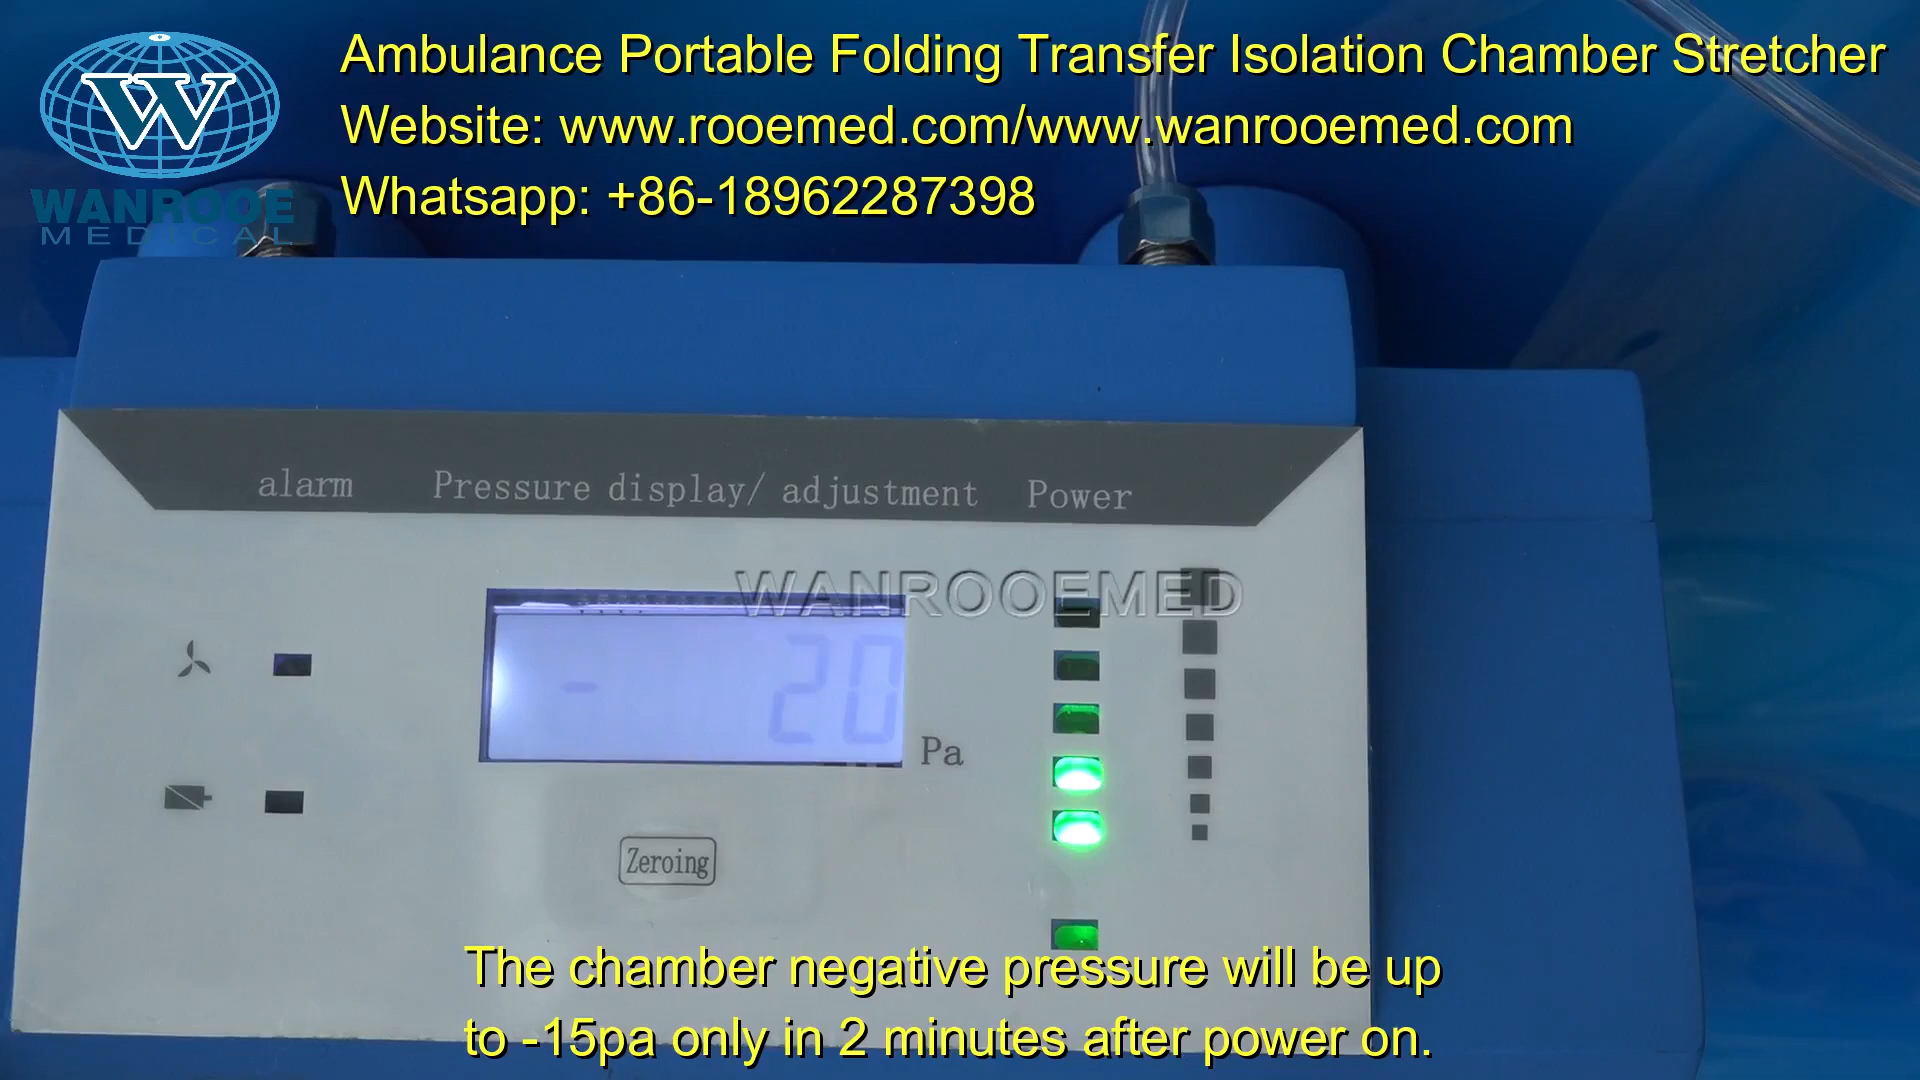 Ambulance Portable Folding Transfer Isolation Chamber Stretcher
Website: www.rooemed.com/www.wanrooemed.com
Whatsapp: +86-18962287398
W
WANROOE
MEDICAL
alarm Pressure display/ adjustment Power
WANROOEMED
- 20
Pa
Zeroing
The chamber negative pressure will be up
to -15pa only in 2 minutes after power on.